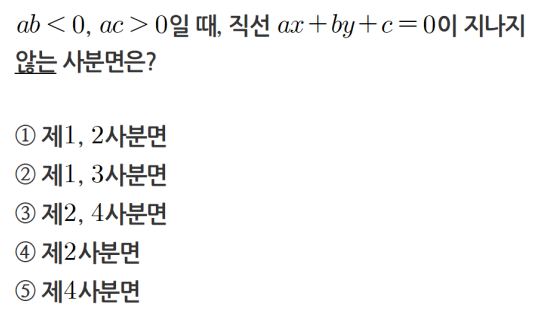 ab < 0, ac > 0일 때, 직선 ax+by+c=0이 지나지
않는 사분면은?
① 제1, 2사분면
② 제1, 3사분면
③ 제2, 4사분면
④ 제2사분면
⑤ 제4사분면